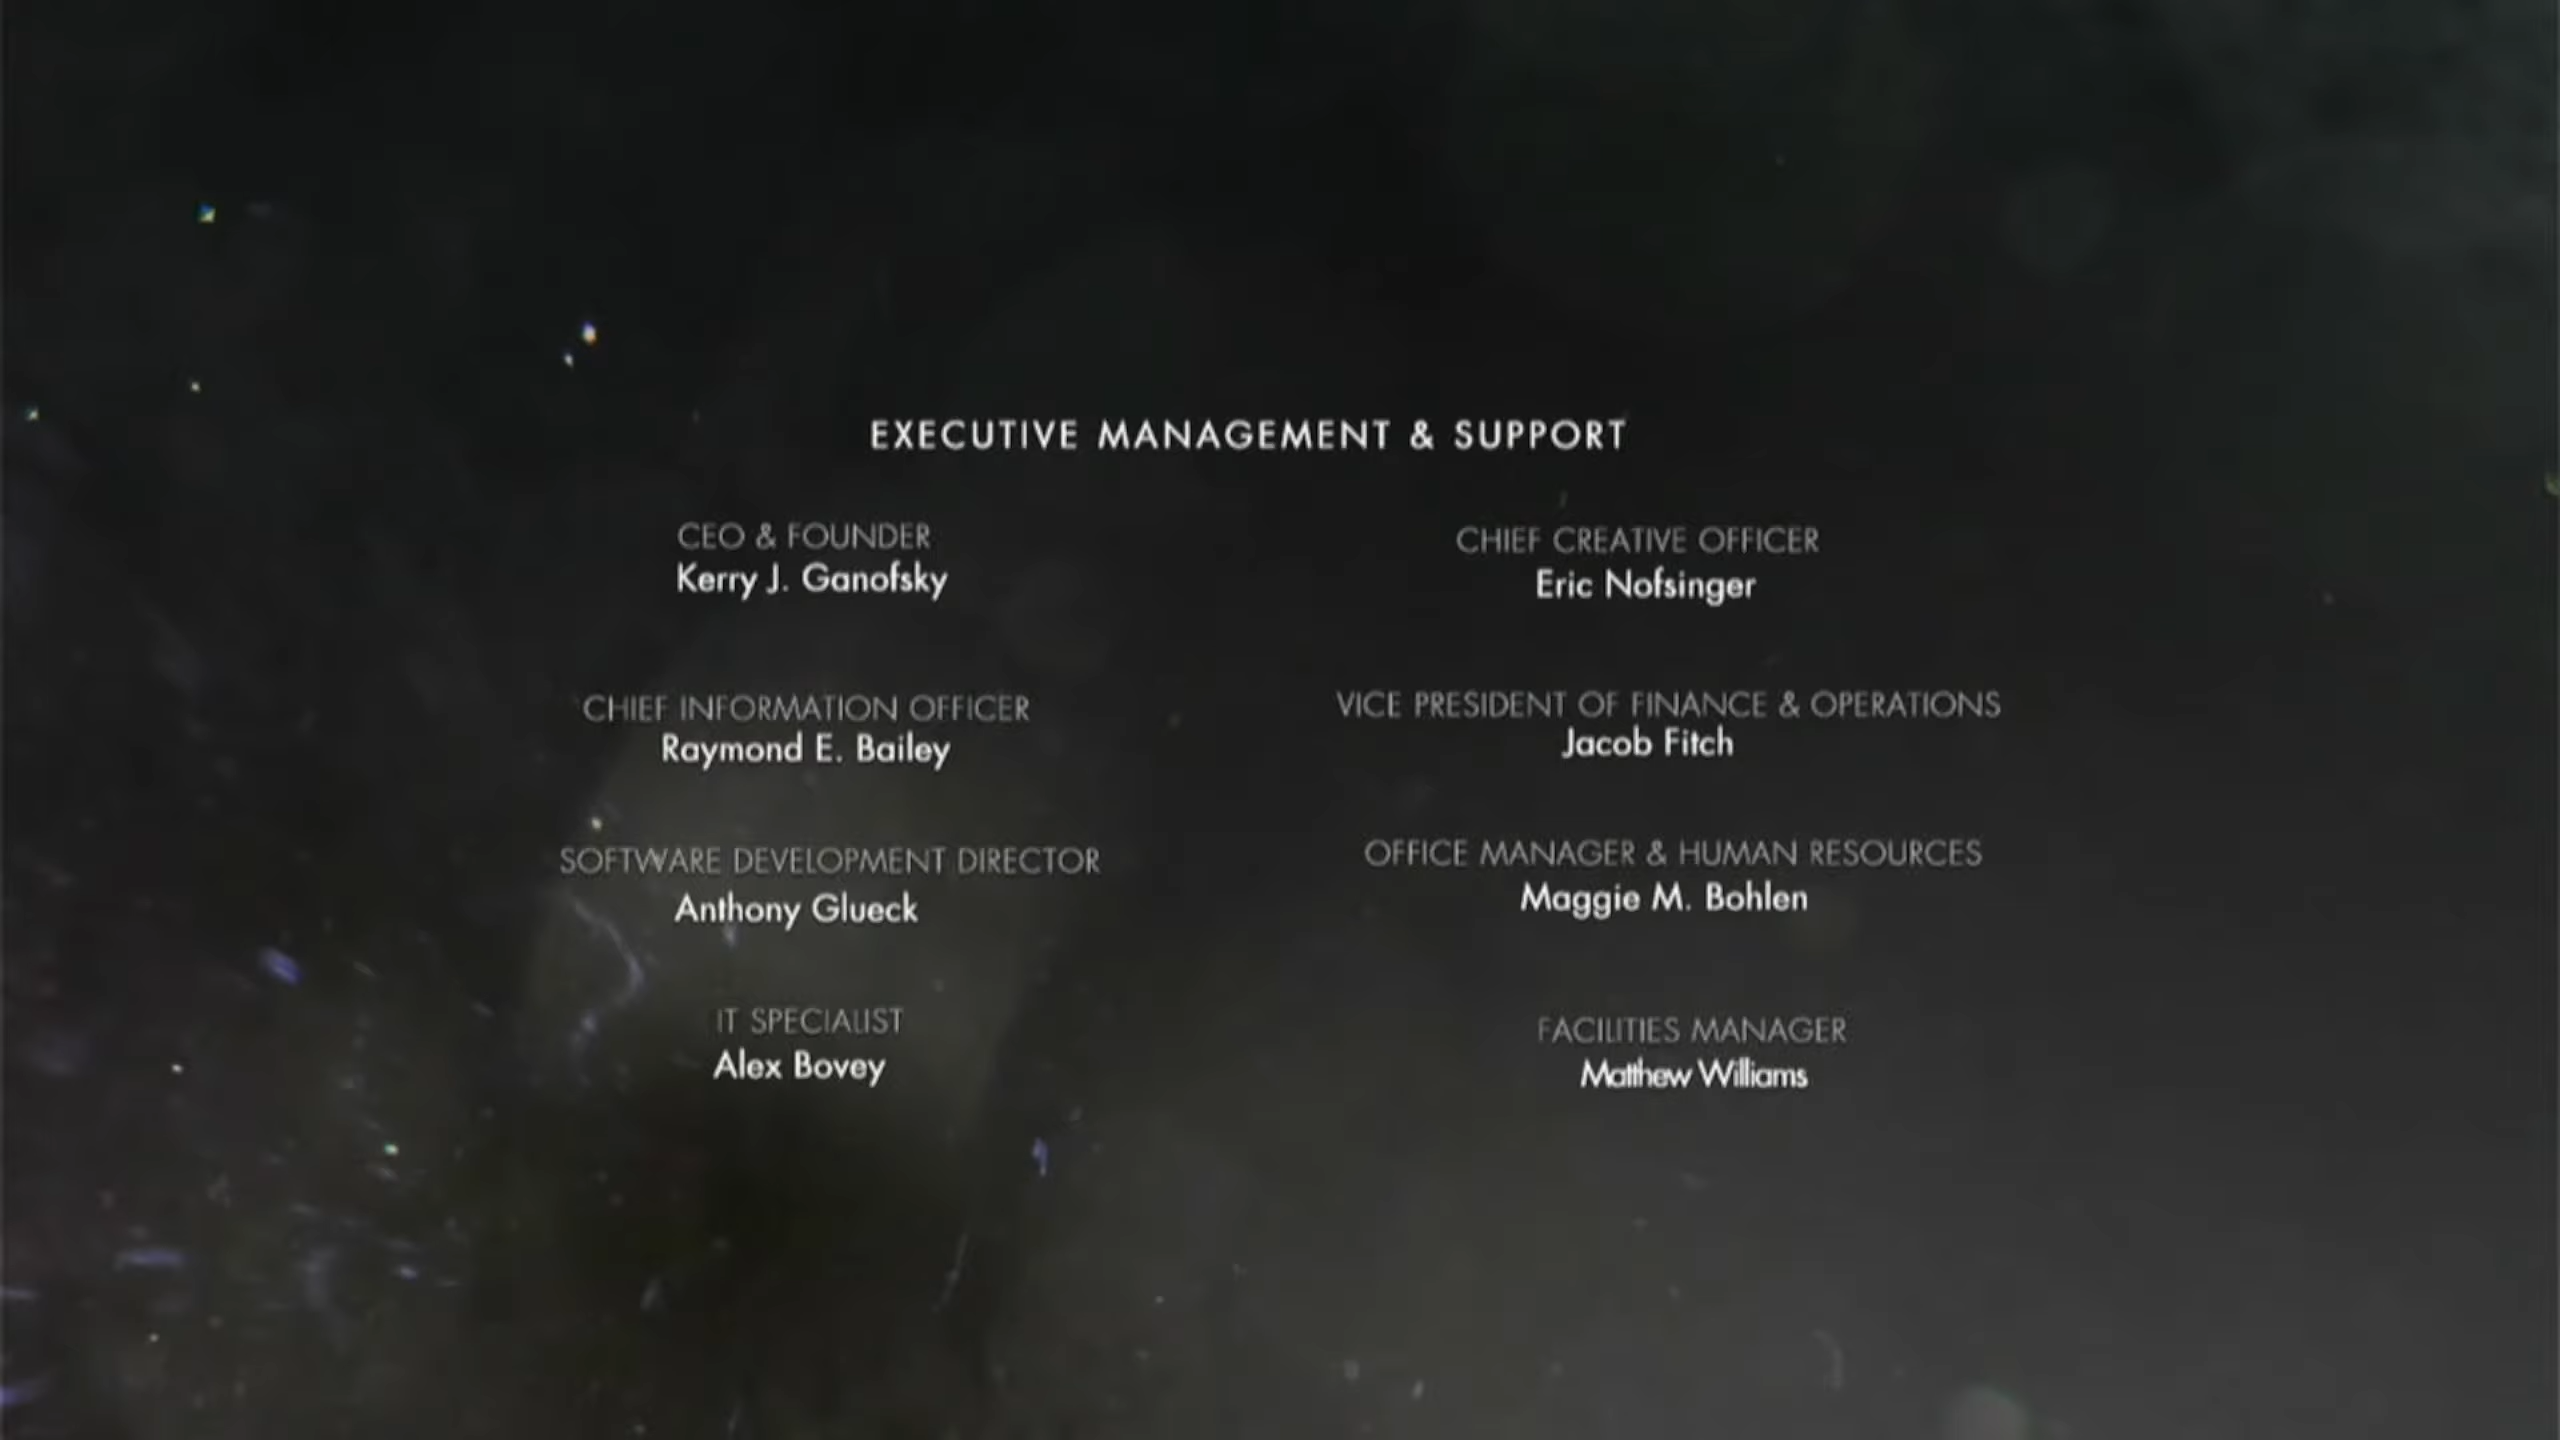 EXECUTIVE MANAGEMENT & SUPPORT
CEO & FOUNDER
Kerry J. Ganofsky
CHIEF CREATIVE OFFICER
Eric Nofsinger
CHIEF INFORMATION OFFICER
Raymond E. Bailey
VICE PRESIDENT OF FINANCE & OPERATIONS
Jacob Fitch
SOFTWARE DEVELOPMENT DIRECTOR
Anthony Glueck
OFFICE MANAGER & HUMAN RESOURCES
Maggie M. Bohlen
IT SPECIALIST
Alex Bovey
FACILITIES MANAGER
Matthew Williams